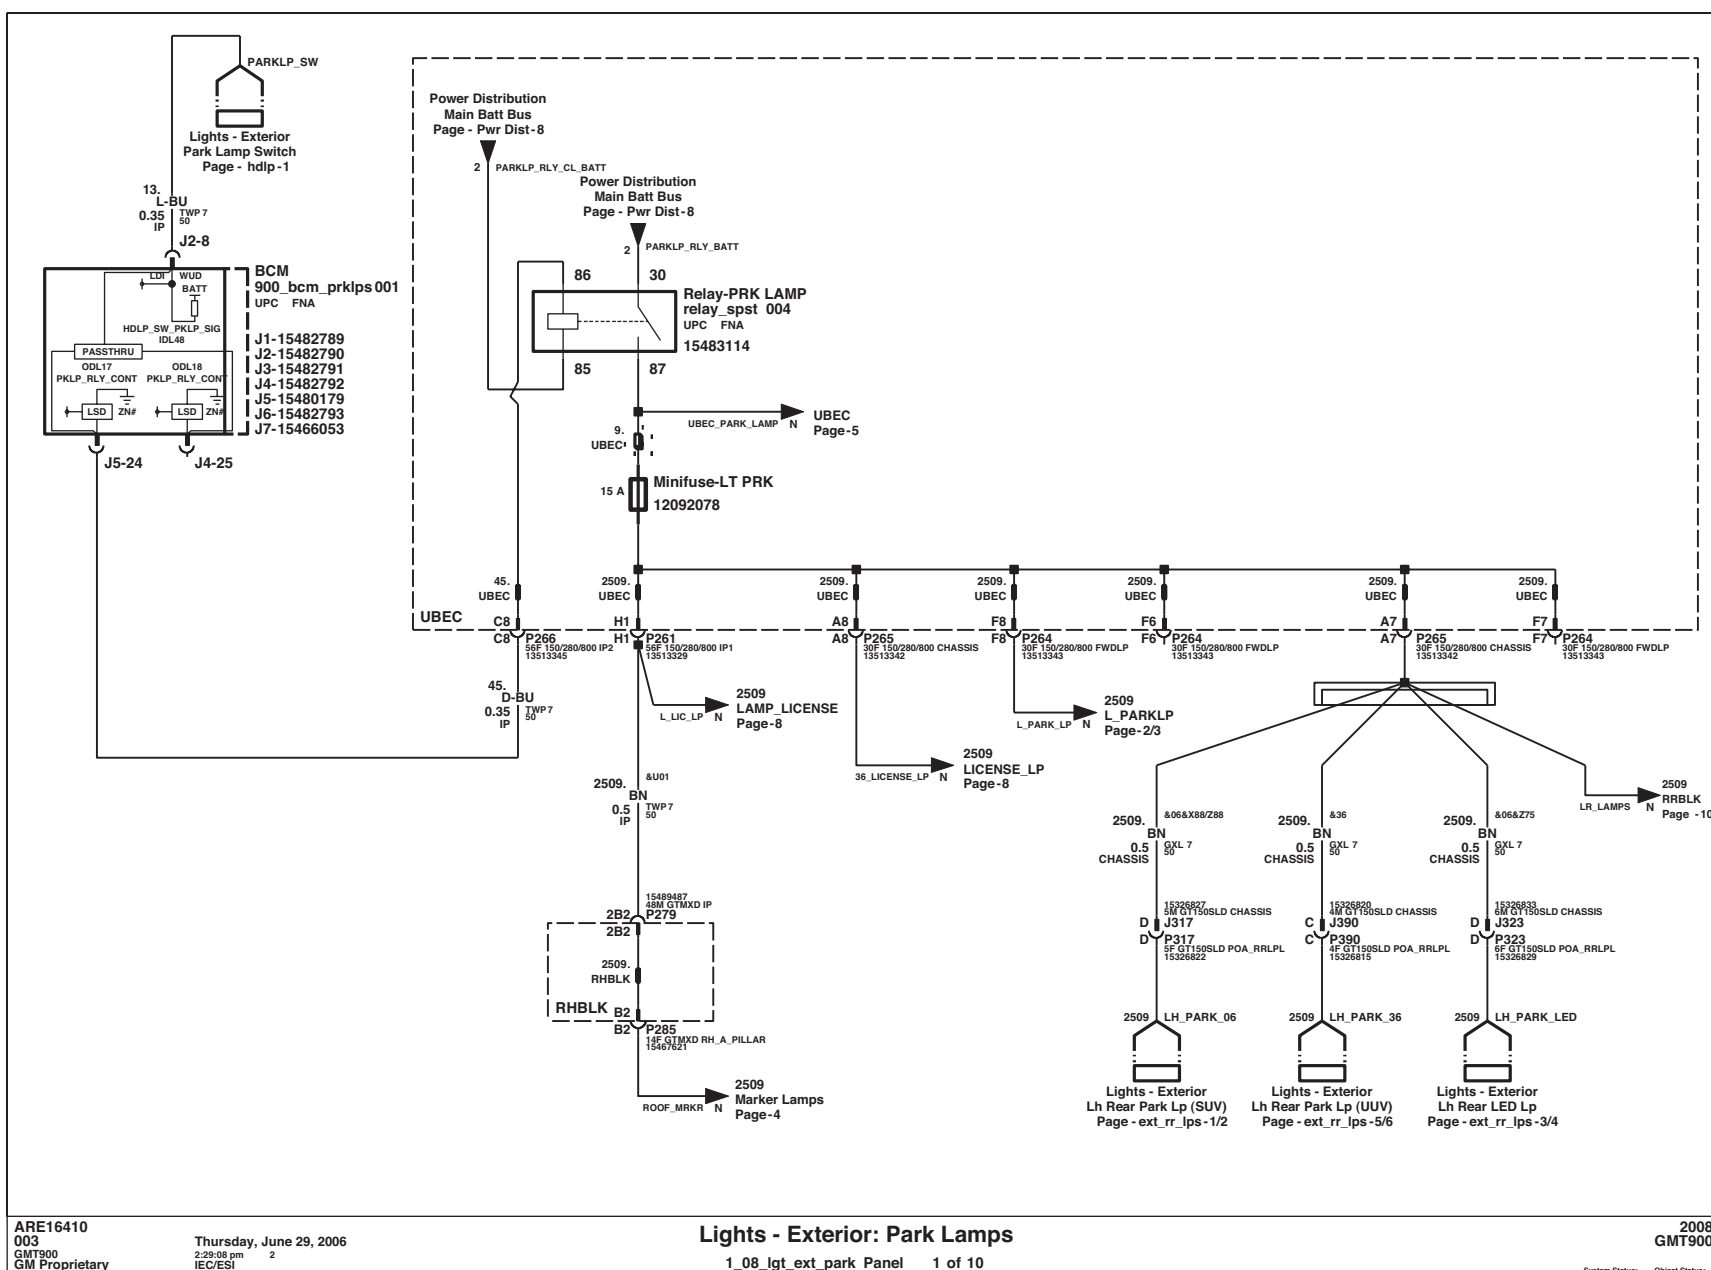 PARKLP_SW
Lights - Exterior
Park Lamp Switch
Page - hdlp-1
13.
L-BU
0.35
IP
TWP7
50
J2-8
LDI
WUD
BATT
HDLP_SW_PKLP_SIG
IDL48
PASSTHRU
ODL17
PKLP_RLY_CONT
ODL18
PKLP_RLY_CONT
LSD
ZN#
LSD
ZN#
J5-24
J4-25
BCM
900_bcm_prklps 001
UPC FNA
J1-15482789
J2-15482790
J3-15482791
J4-15482792
J5-15480179
J6-15482793
J7-15466053
Power Distribution
Main Batt Bus
Page - Pwr Dist-8
2
PARKLP_RLY_CL_BATT
Power Distribution
Main Batt Bus
Page - Pwr Dist-8
2
PARKLP_RLY_BATT
86
30
Relay-PRK LAMP
relay_spst 004
UPC FNA
15483114
85
87
UBEC_PARK_LAMP N
UBEC
Page-5
9.
UBEC
15 A
Minifuse-LT PRK
12092078
45.
UBEC
2509.
UBEC
2509.
UBEC
2509.
UBEC
2509.
UBEC
2509.
UBEC
2509.
UBEC
UBEC
C8
H1
A8
F8
F6
A7
F7
C8 P266
56F 150/280/800 IP2
13513345
H1 P261
56F 150/280/800 IP1
13513329
A8 P265
30F 150/280/800 CHASSIS
13513342
F8 P264
30F 150/280/800 FWDLP
13513343
F6 P264
30F 150/280/800 FWDLP
13513343
A7 P265
30F 150/280/800 CHASSIS
13513342
F7 P264
30F 150/280/800 FWDLP
13513343
45.
D-BU
0.35
IP
TWP7
50
L_LIC_LP N
2509
LAMP_LICENSE
Page-8
36_LICENSE_LP N
2509
LICENSE_LP
Page-8
L_PARK_LP N
2509
L_PARKLP
Page-2/3
LR_LAMPS N
2509
RRBLK
Page -10
2509.
BN
0.5
IP
&U01
TWP7
50
2509.
BN
0.5
CHASSIS
&06&X88/Z88
GXL 7
50
2509.
BN
0.5
CHASSIS
&36
GXL 7
50
2509.
BN
0.5
CHASSIS
&06&Z75
GXL 7
50
15489487
48M GTMXD IP
2B2 P279
2B2
2509.
RHBLK
RHBLK
B2
B2 P285
14F GTMXD RH_A_PILLAR
15467621
ROOF_MRKR N
2509
Marker Lamps
Page-4
15326827
5M GT150SLD CHASSIS
D J317
D P317
5F GT150SLD POA_RRLPL
15326822
15326820
4M GT150SLD CHASSIS
C J390
C P390
4F GT150SLD POA_RRLPL
15326815
15326833
6M GT150SLD CHASSIS
D J323
D P323
6F GT150SLD POA_RRLPL
15326829
2509 LH_PARK_06
Lights - Exterior
Lh Rear Park Lp (SUV)
Page - ext_rr_lps-1/2
2509 LH_PARK_36
Lights - Exterior
Lh Rear Park Lp (UUV)
Page - ext_rr_lps-5/6
2509 LH_PARK_LED
Lights - Exterior
Lh Rear LED Lp
Page - ext_rr_lps-3/4
ARE16410
003
GMT900
GM Proprietary
Thursday, June 29, 2006
2:29:08 pm 2
IEC/ESI
Lights - Exterior: Park Lamps
1_08_lgt_ext_park Panel 1 of 10
2008
GMT900